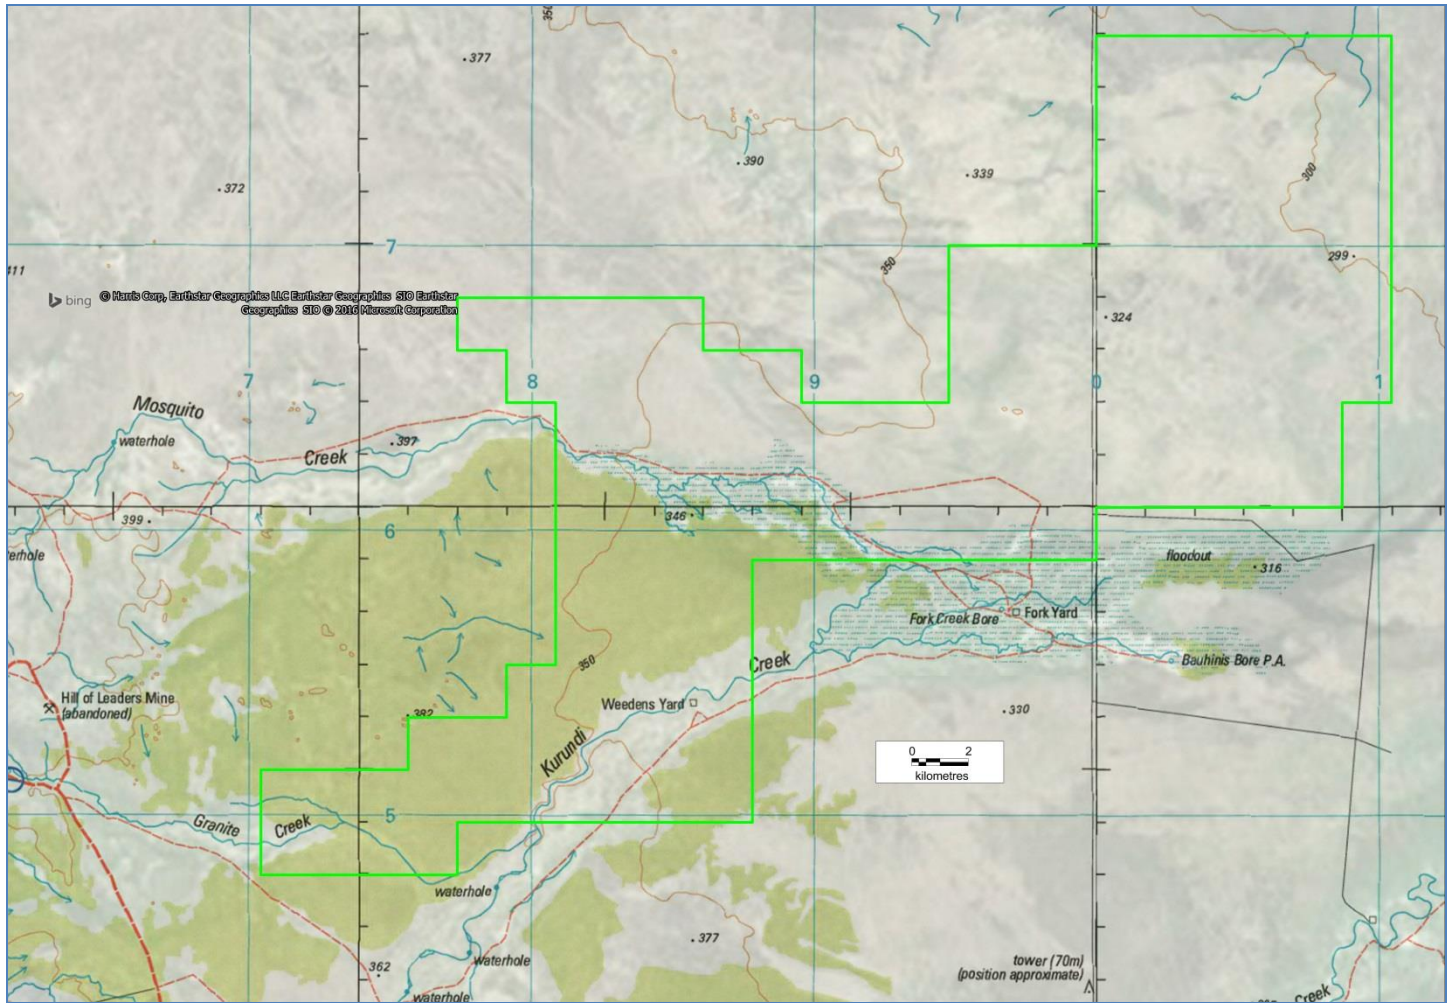 350
377
390
372
339
7
350
300
299
411
bing
© Harris Corp, Earthstar Geographics LLC Earthstar Geographics SIO Earthstar
Geographics SIO © 2016 Microsoft Corporation
324
7
8
9
0
1
Mosquito
waterhole
Creek
397
399
346
6
erhole
floodout
316
Fork Creek Bore
Fork Yard
Bauhinis Bore P.A.
Creek
350
Hill of Leaders Mine
(abandoned)
382
Weedens Yard
330
Kurundi
0 2
kilometres
Granite
Creek
5
waterhole
377
362
waterhole
tower (70m)
(position approximate)
waterhole
Creek